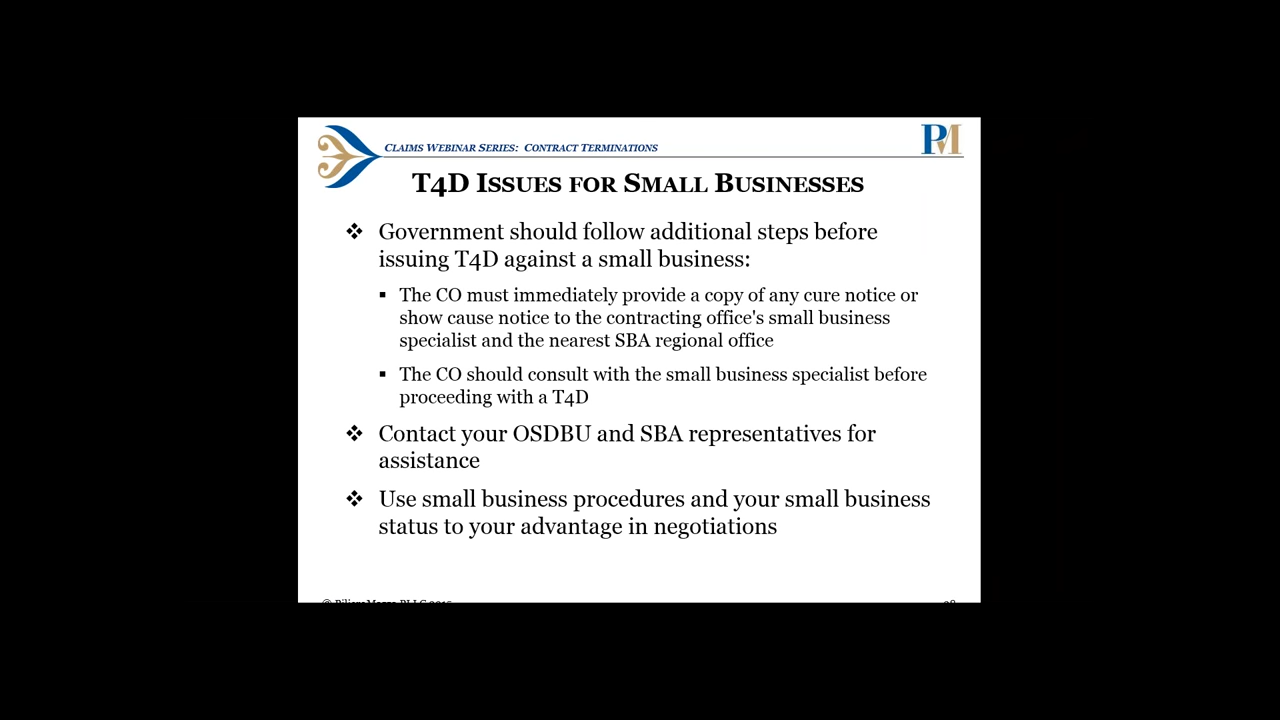 CLAIMS WEBINAR SERIES: CONTRACT TERMINATIONS
PM
T4D ISSUES FOR SMALL BUSINESSES
❖ Government should follow additional steps before
issuing T4D against a small business:
▪ The CO must immediately provide a copy of any cure notice or
show cause notice to the contracting office's small business
specialist and the nearest SBA regional office
▪ The CO should consult with the small business specialist before
proceeding with a T4D
❖ Contact your OSDBU and SBA representatives for
assistance
❖ Use small business procedures and your small business
status to your advantage in negotiations